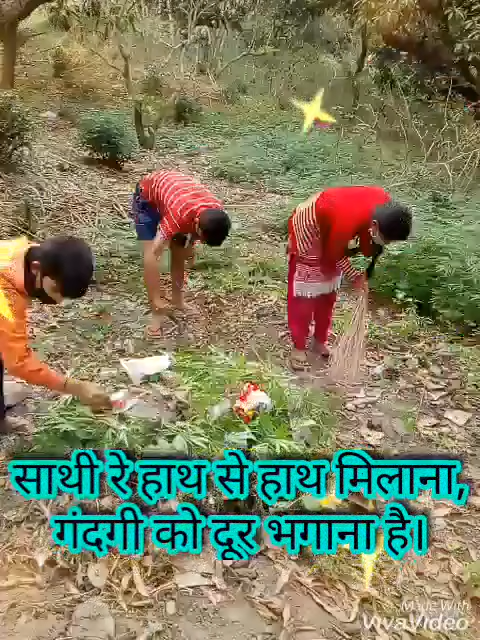 साथी रे हाथ से हाथ मिलाना,
गंदगी को दूर भगाना है।
Made With
VivaVideo